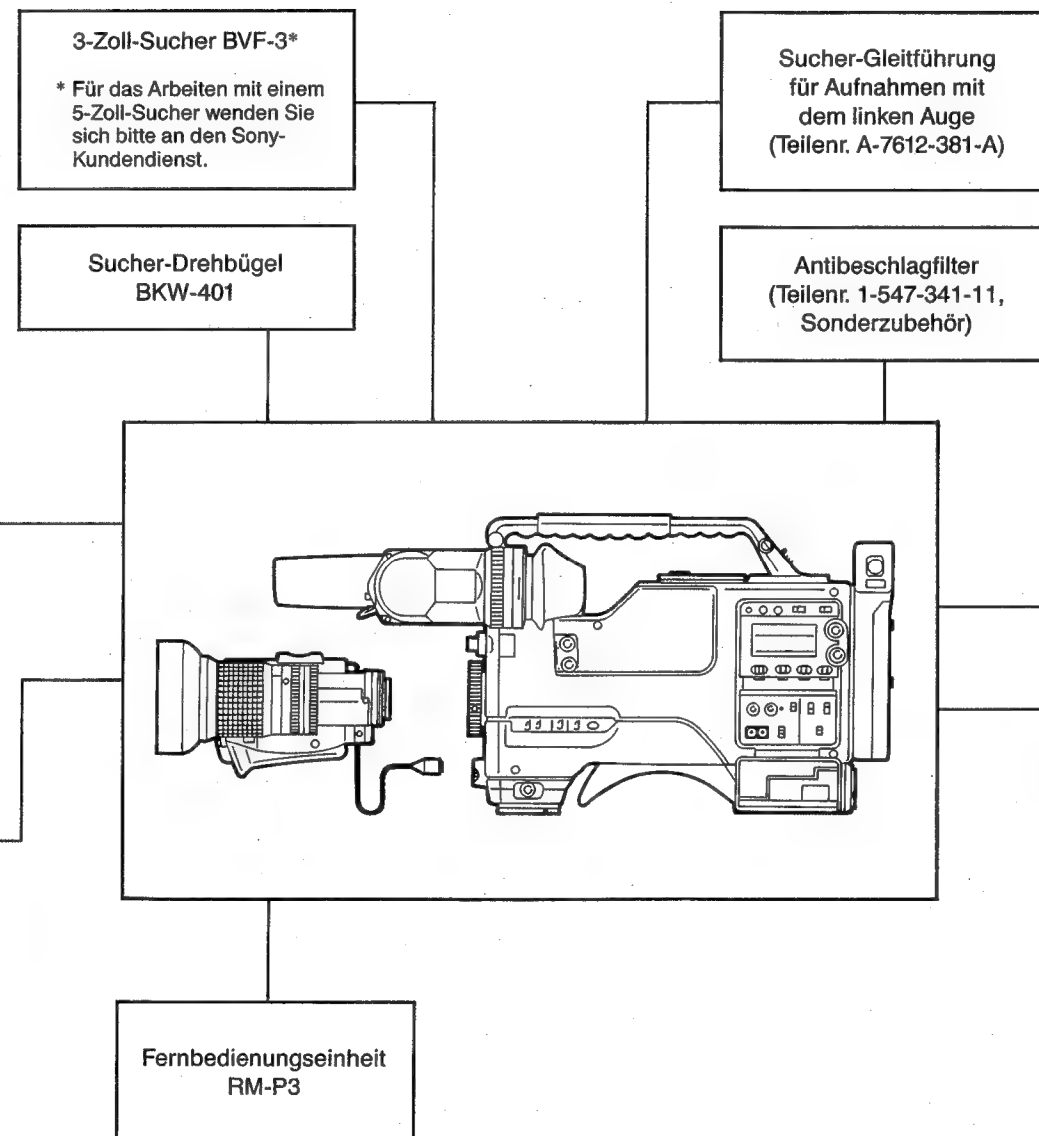 3-Zoll-Sucher BVF-3*
* Für das Arbeiten mit einem
5-Zoll-Sucher wenden Sie
sich bitte an den Sony-
Kundendienst.
Sucher-Drehbügel
BKW-401
Sucher-Gleitführung
für Aufnahmen mit
dem linken Auge
(Teilenr. A-7612-381-A)
Antibeschlagfilter
(Teilenr. 1-547-341-11,
Sonderzubehör)
Fernbedienungseinheit
RM-P3